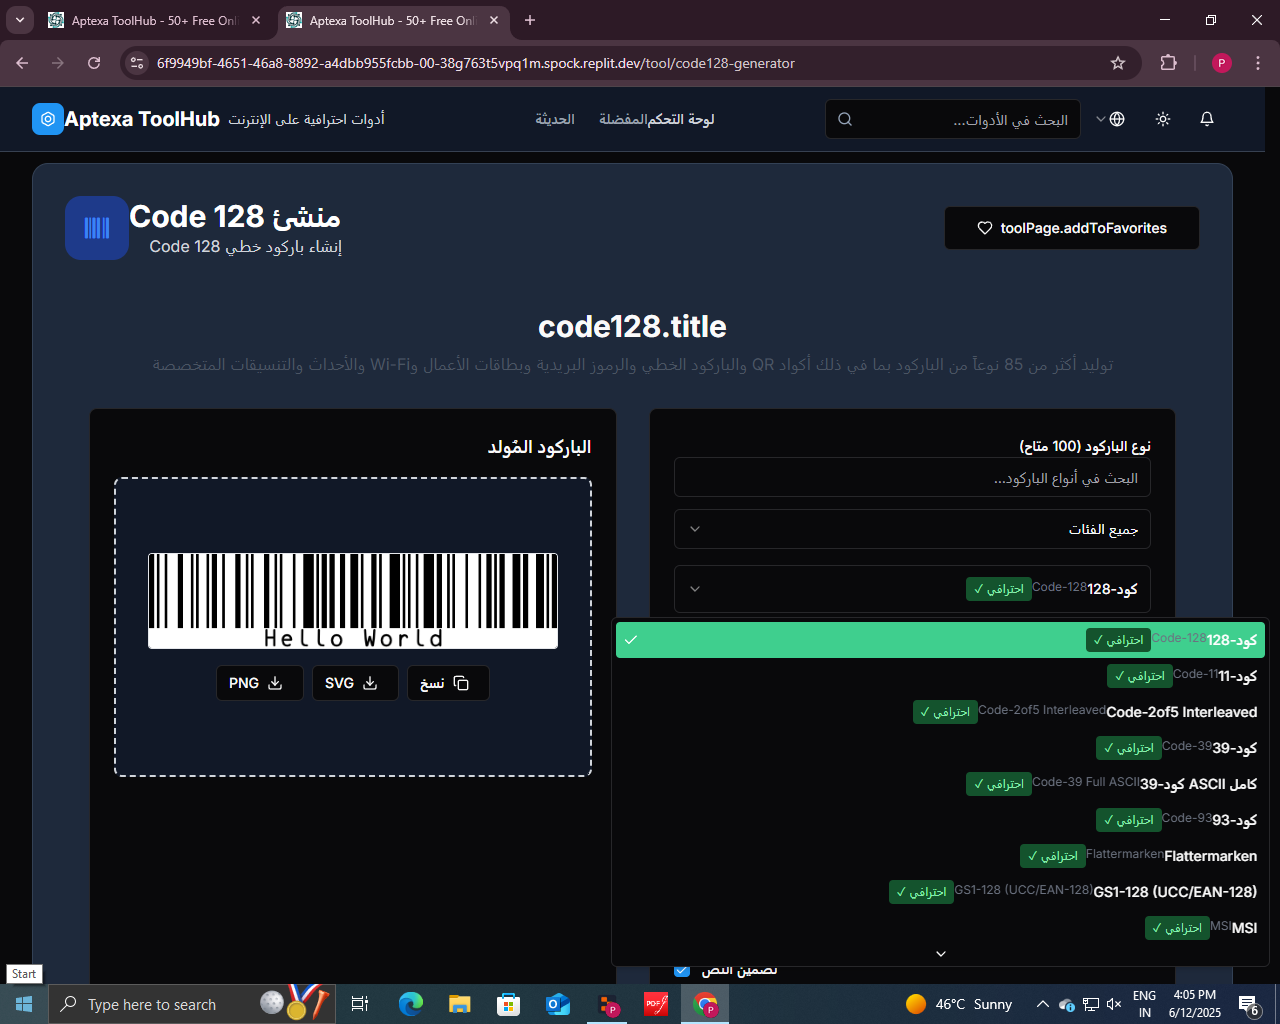 Aptexa ToolHub - 50+ Free Onl
Aptexa ToolHub - 50+ Free Onl
6f9949bf-4651-46a8-8892-a4dbb955fcbb-00-38g763t5vpq1m.spock.replit.dev/tool/code128-generator
P
Aptexa ToolHub
أدوات احترافية على الإنترنت
لوحة التحكم
المفضلة
الحديثة
البحث في الأدوات...
منشئ Code 128
إنشاء باركود خطي Code 128
toolPage.addToFavorites
code128.title
توليد أكثر من 85 نوعاً من الباركود بما في ذلك أكواد QR والباركود الخطي والرموز البريدية وبطاقات الأعمال وWi-Fi والأحداث والتنسيقات المتخصصة
نوع الباركود (100 متاح)
البحث في أنواع الباركود...
جميع الفئات
كود-128 Code-128 احترافي ✓
كود-128 Code-128 احترافي ✓
كود-11 Code-11 احترافي ✓
Code-2of5 Interleaved Code-2of5 Interleaved احترافي ✓
كود-39 Code-39 احترافي ✓
كود-39 ASCII كامل Code-39 Full ASCII احترافي ✓
كود-93 Code-93 احترافي ✓
Flattermarken Flattermarken احترافي ✓
GS1-128 (UCC/EAN-128) GS1-128 (UCC/EAN-128) احترافي ✓
MSI MSI احترافي ✓
تضمين النص
الباركود المُولد
Hello World
PNG
SVG
نسخ
Start
Type here to search
PDF
46°C Sunny
ENG
IN
4:05 PM
6/12/2025
6